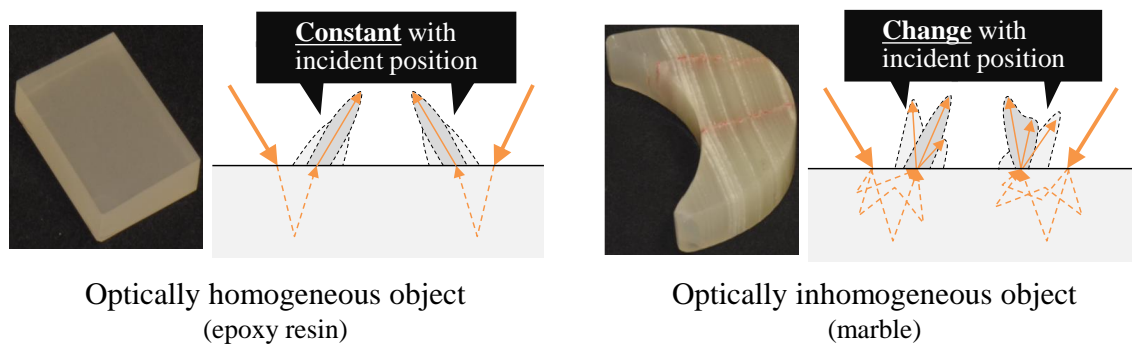 Constant with
incident position
Change with
incident position
Optically homogeneous object
(epoxy resin)
Optically inhomogeneous object
(marble)